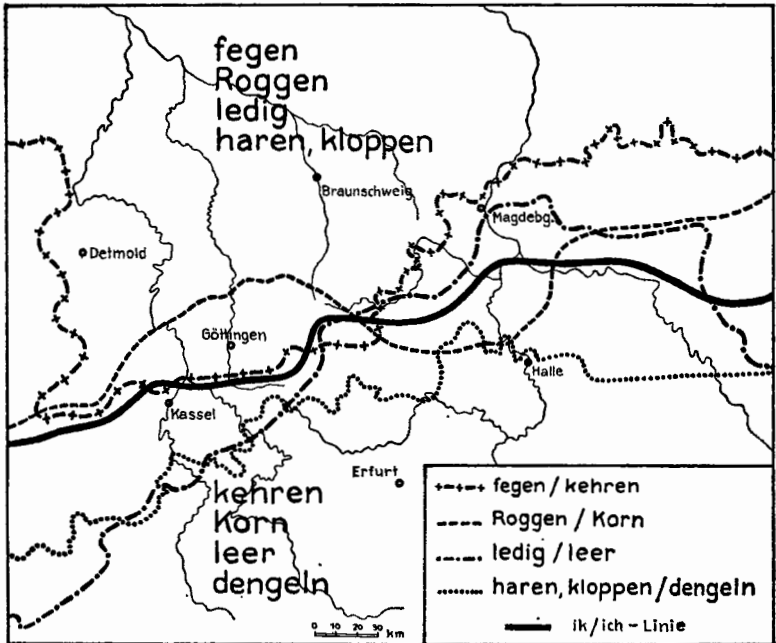 fegen
Roggen
ledig
haren, kloppen
Braunschweig
Magdebg.
Detmold
Göttingen
Halle
Kassel
Erfurt
kehren
Korn
leer
dengeln
fegen / kehren
Roggen / Korn
ledig / leer
haren, kloppen / dengeln
ik / ich - Linie
0 10 20 30 km